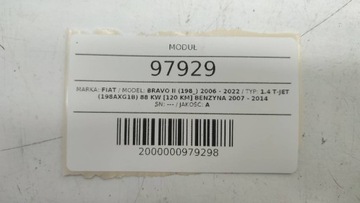 MODUŁ
97929
MARKA: FIAT / MODEL: BRAVO II (198_) 2006 - 2022 / TYP: 1.4 T-JET
(198AXG1B) 88 KW [120 KM] BENZYNA 2007 - 2014
SN: --- / JAKOŚĆ: A
2000000979298